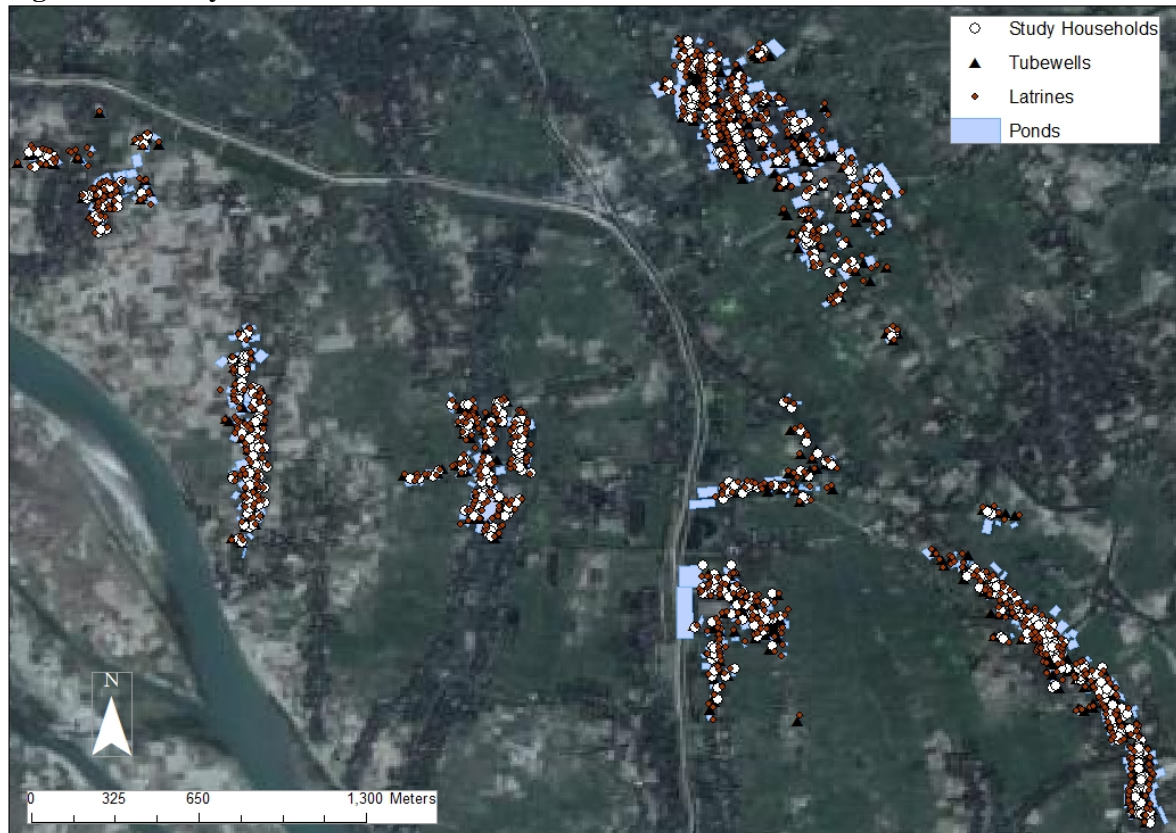 Study Households
Tubewells
Latrines
Ponds
N
0 325 650 1,300 Meters